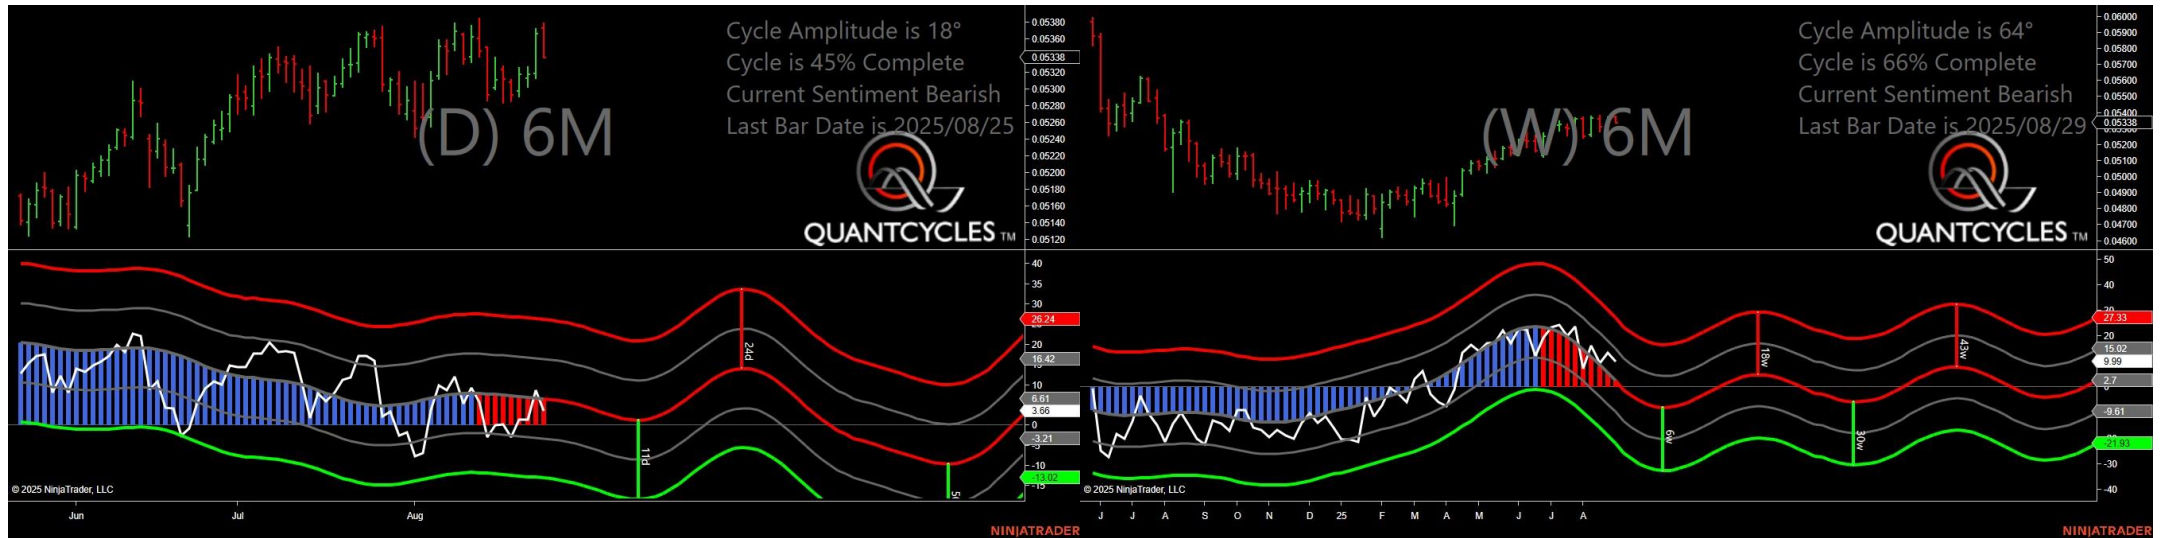 Cycle Amplitude is 18°
Cycle is 45% Complete
Current Sentiment Bearish
Last Bar Date is 2025/08/25
(D) 6M
QUANTCYCLES TM
0.05380
0.05360
0.05338
0.05320
0.05300
0.05280
0.05260
0.05240
0.05220
0.05200
0.05180
0.05160
0.05140
0.05120
40
35
30
26.24
20
16.42
10
6.61
3.66
0
-3.21
-10
-13.02
-15
24d
11d
© 2025 NinjaTrader, LLC
Jun
Jul
Aug
NINJATRADER
Cycle Amplitude is 64°
Cycle is 66% Complete
Current Sentiment Bearish
Last Bar Date is 2025/08/29
(W) 6M
QUANTCYCLES TM
0.06000
0.05900
0.05800
0.05700
0.05600
0.05500
0.05400
0.05338
0.05200
0.05100
0.05000
0.04900
0.04800
0.04700
0.04600
50
40
27.33
20
15.02
9.99
2.7
-9.61
-21.93
-30
-40
18w
43w
6w
30w
© 2025 NinjaTrader, LLC
J
J
A
S
O
N
D
25
F
M
A
M
J
J
A
NINJATRADER